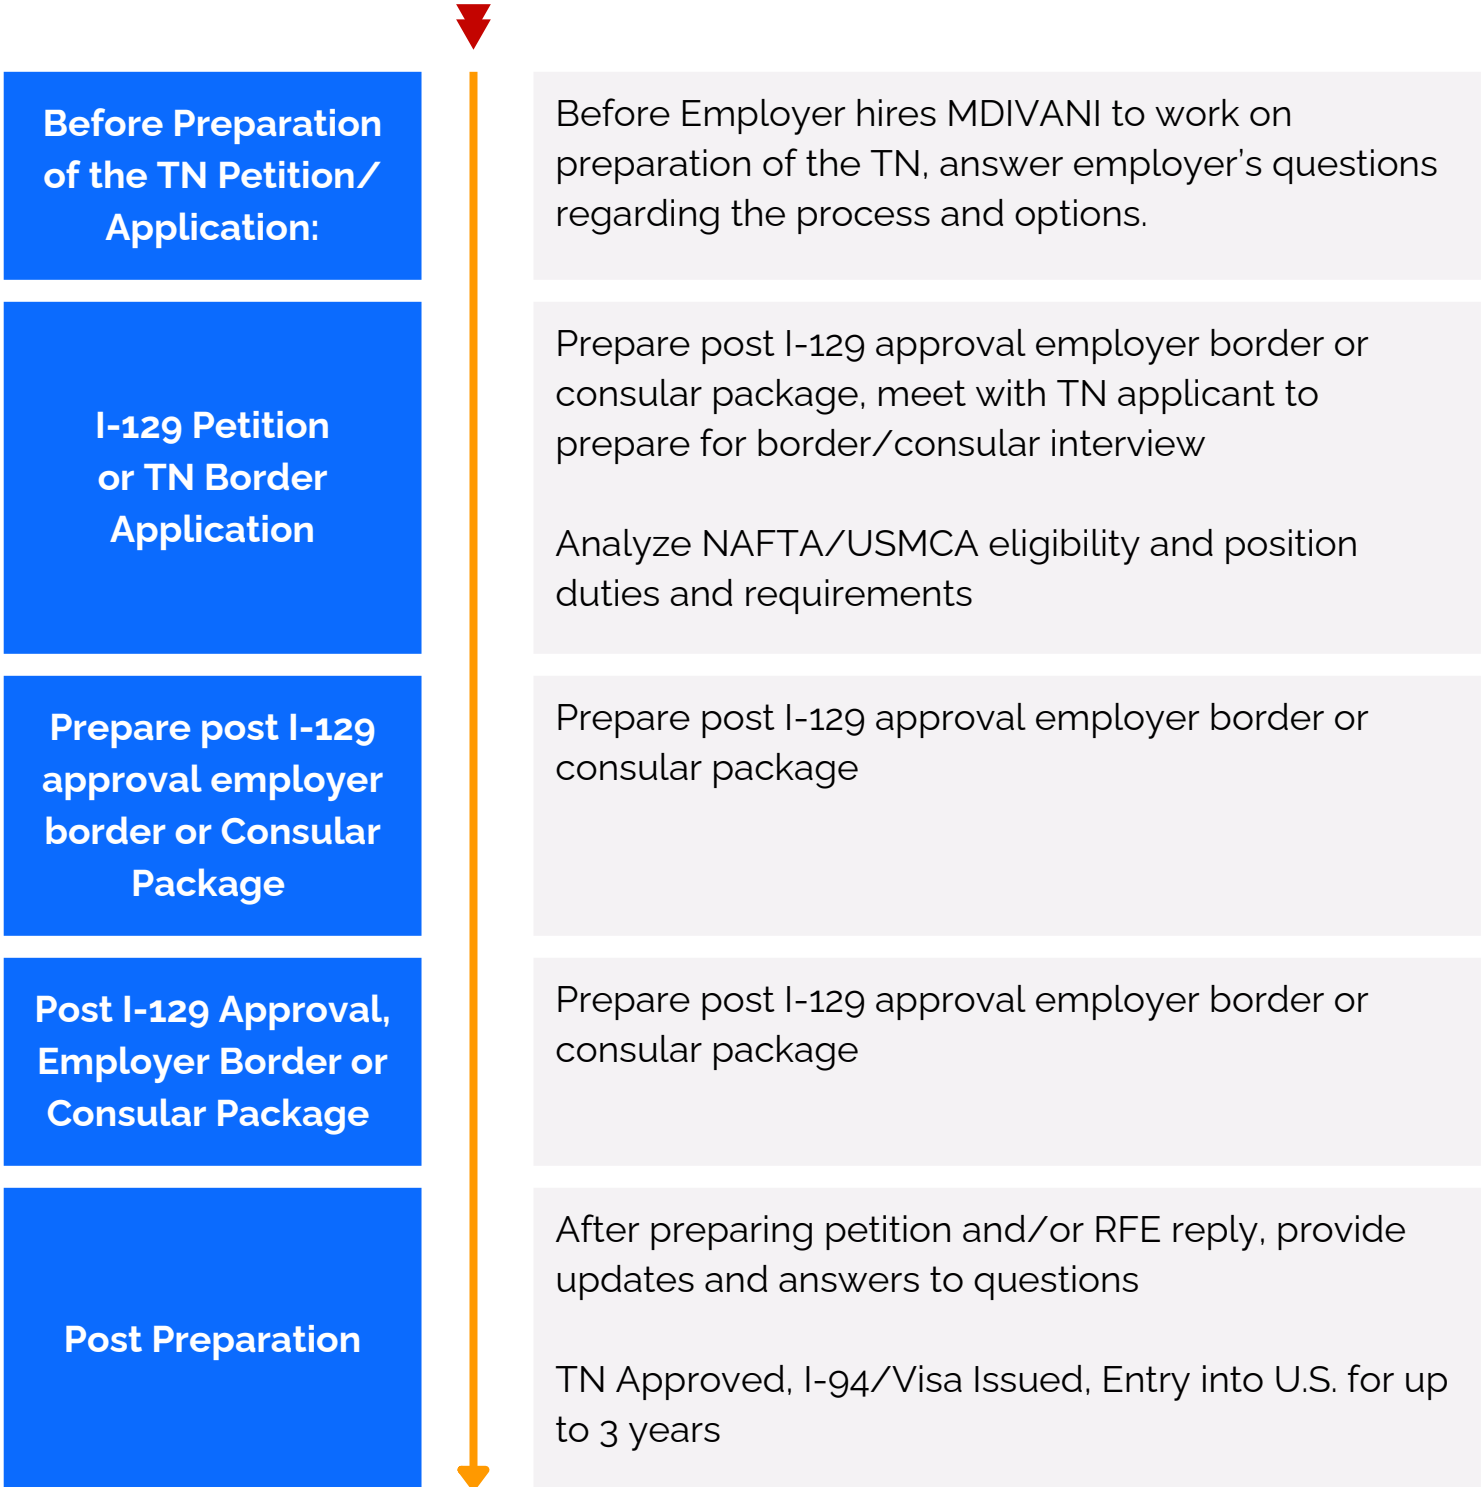 Before Preparation
of the TN Petition/
Application:
Before Employer hires MDIVANI to work on
preparation of the TN, answer employer’s questions
regarding the process and options.
I-129 Petition
or TN Border
Application
Prepare post I-129 approval employer border or
consular package, meet with TN applicant to
prepare for border/consular interview
Analyze NAFTA/USMCA eligibility and position
duties and requirements
Prepare post I-129
approval employer
border or Consular
Package
Prepare post I-129 approval employer border or
consular package
Post I-129 Approval,
Employer Border or
Consular Package
Prepare post I-129 approval employer border or
consular package
Post Preparation
After preparing petition and/or RFE reply, provide
updates and answers to questions
TN Approved, I-94/Visa Issued, Entry into U.S. for up
to 3 years